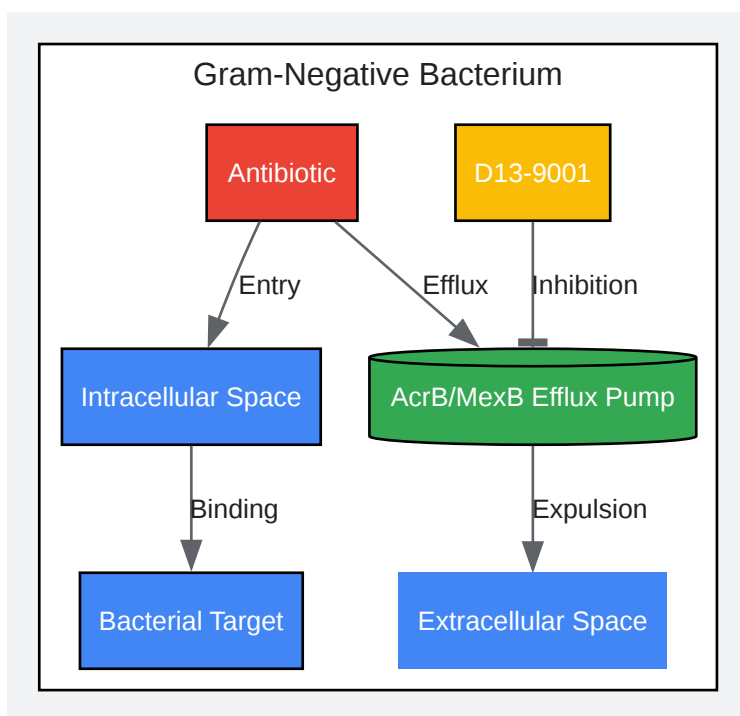 Gram-Negative Bacterium
Antibiotic
D13-9001
Entry
Efflux
Inhibition
Intracellular Space
AcrB/MexB Efflux Pump
Binding
Expulsion
Bacterial Target
Extracellular Space